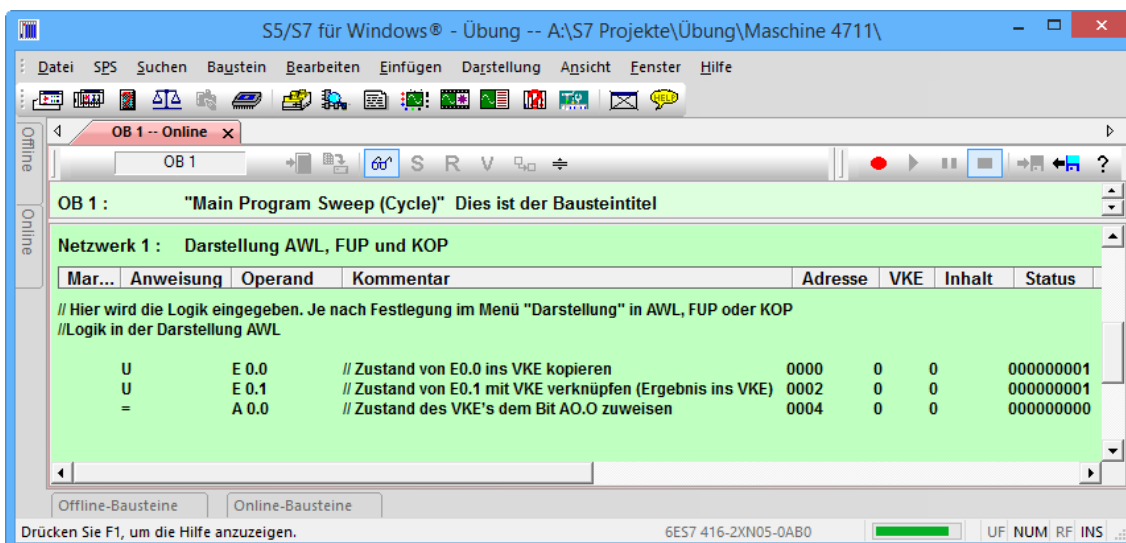 S5/S7 für Windows® - Übung -- A:\S7 Projekte\Übung\Maschine 4711\
Datei SPS Suchen Baustein Bearbeiten Einfügen Darstellung Ansicht Fenster Hilfe
HELP
Offline
Online
OB 1 -- Online x
OB 1 S R V ?
OB 1 : "Main Program Sweep (Cycle)" Dies ist der Bausteintitel
Netzwerk 1 : Darstellung AWL, FUP und KOP
Mar... Anweisung Operand Kommentar Adresse VKE Inhalt Status
// Hier wird die Logik eingegeben. Je nach Festlegung im Menü "Darstellung" in AWL, FUP oder KOP
//Logik in der Darstellung AWL
U E 0.0 // Zustand von E0.0 ins VKE kopieren 0000 0 0 000000001
U E 0.1 // Zustand von E0.1 mit VKE verknüpfen (Ergebnis ins VKE) 0002 0 0 000000001
= A 0.0 // Zustand des VKE's dem Bit AO.O zuweisen 0004 0 0 000000000
Offline-Bausteine Online-Bausteine
Drücken Sie F1, um die Hilfe anzuzeigen. 6ES7 416-2XN05-0AB0 UF NUM RF INS